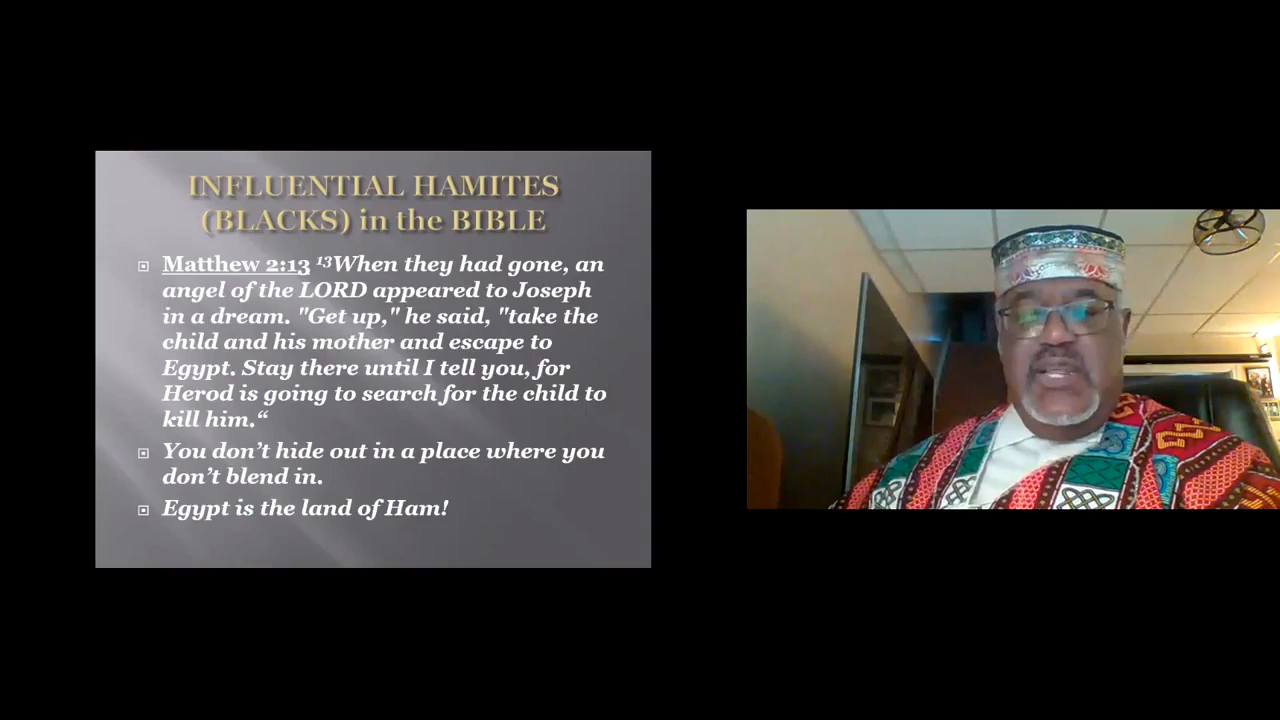 INFLUENTIAL HAMITES
(BLACKS) in the BIBLE
Matthew 2:13 ¹³When they had gone, an
angel of the LORD appeared to Joseph
in a dream. "Get up," he said, "take the
child and his mother and escape to
Egypt. Stay there until I tell you, for
Herod is going to search for the child to
kill him.“
You don’t hide out in a place where you
don’t blend in.
Egypt is the land of Ham!